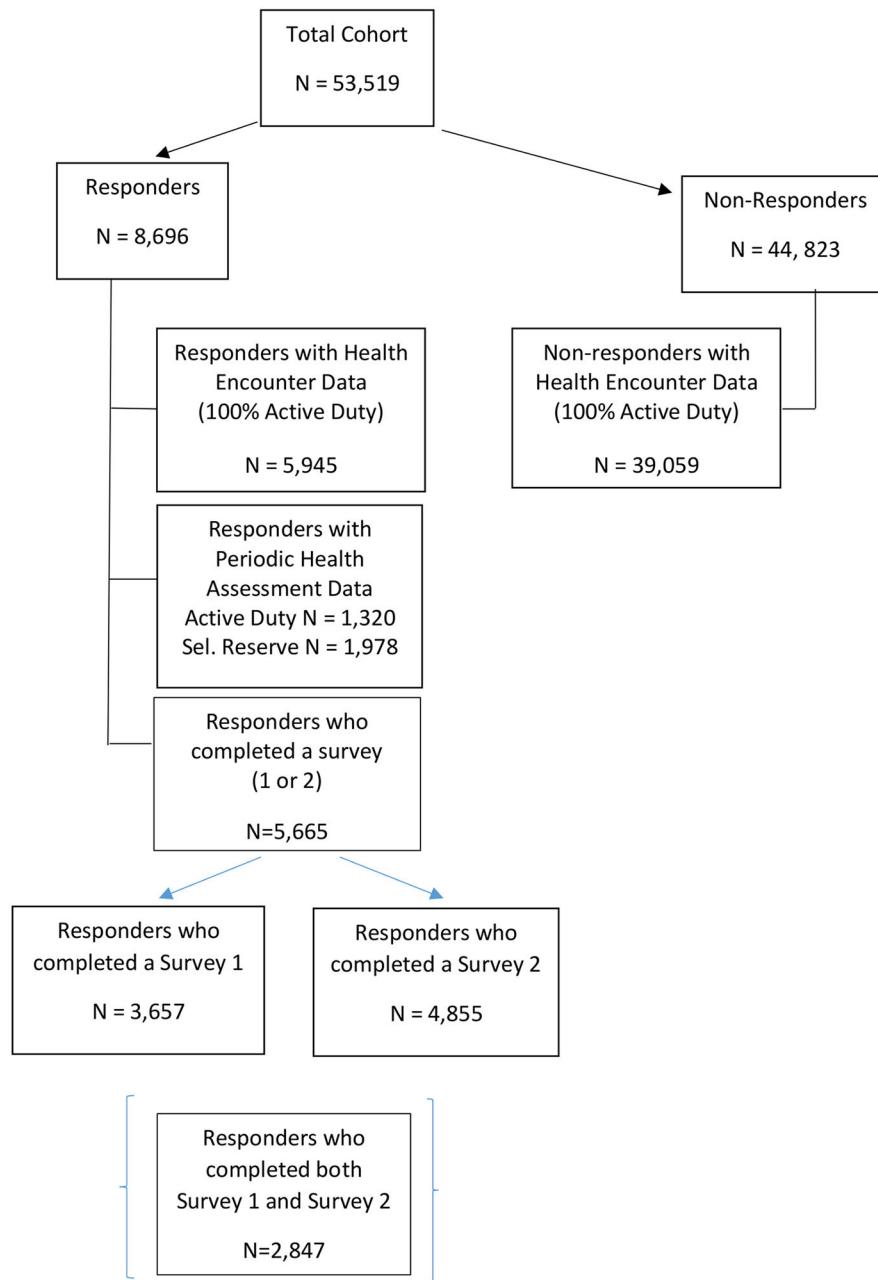 Total Cohort
N = 53,519
Responders
N = 8,696
Non-Responders
N = 44, 823
Responders with Health
Encounter Data
(100% Active Duty)
N = 5,945
Non-responders with
Health Encounter Data
(100% Active Duty)
N = 39,059
Responders with
Periodic Health
Assessment Data
Active Duty N = 1,320
Sel. Reserve N = 1,978
Responders who
completed a survey
(1 or 2)
N=5,665
Responders who
completed a Survey 1
N = 3,657
Responders who
completed a Survey 2
N = 4,855
Responders who
completed both
Survey 1 and Survey 2
N=2,847